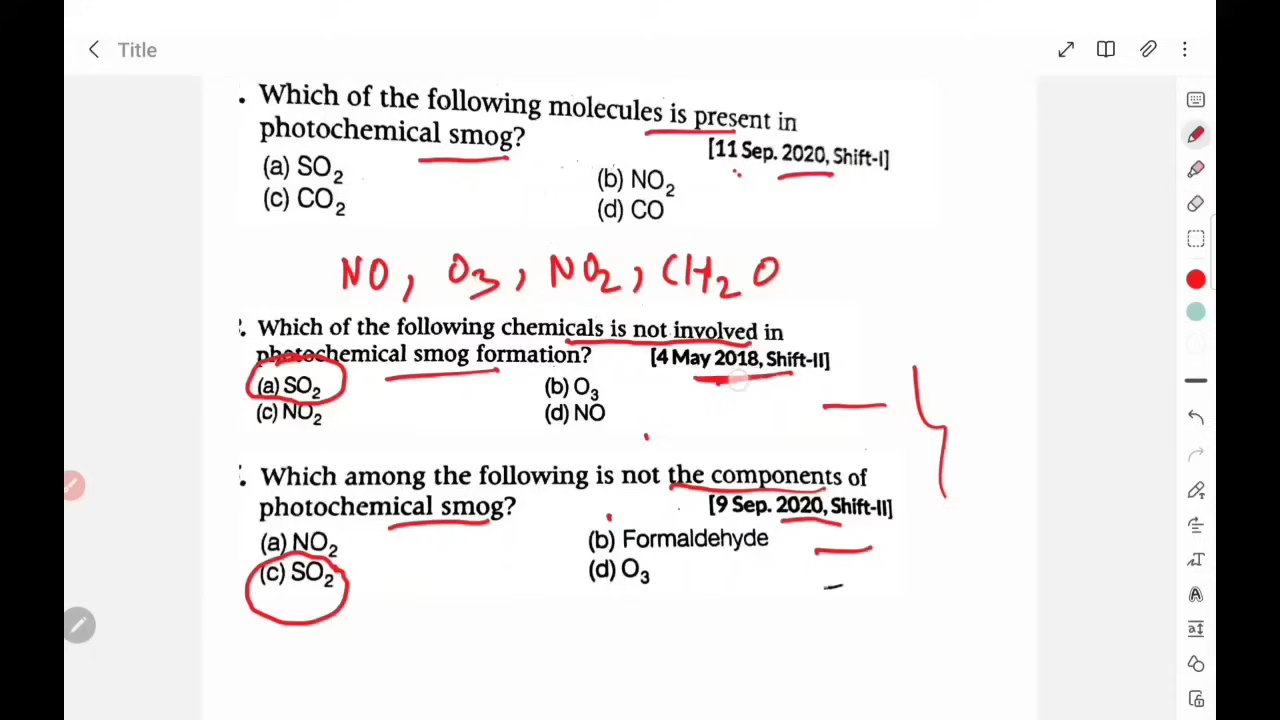 Title
. Which of the following molecules is present in
photochemical smog? [11 Sep. 2020, Shift-I]
(a) SO₂ (b) NO₂
(c) CO₂ (d) CO
NO, O₃, NO₂, CH₂O
. Which of the following chemicals is not involved in
photochemical smog formation? [4 May 2018, Shift-II]
(a) SO₂ (b) O₃
(c) NO₂ (d) NO
. Which among the following is not the components of
photochemical smog? [9 Sep. 2020, Shift-II]
(a) NO₂ (b) Formaldehyde
(c) SO₂ (d) O₃